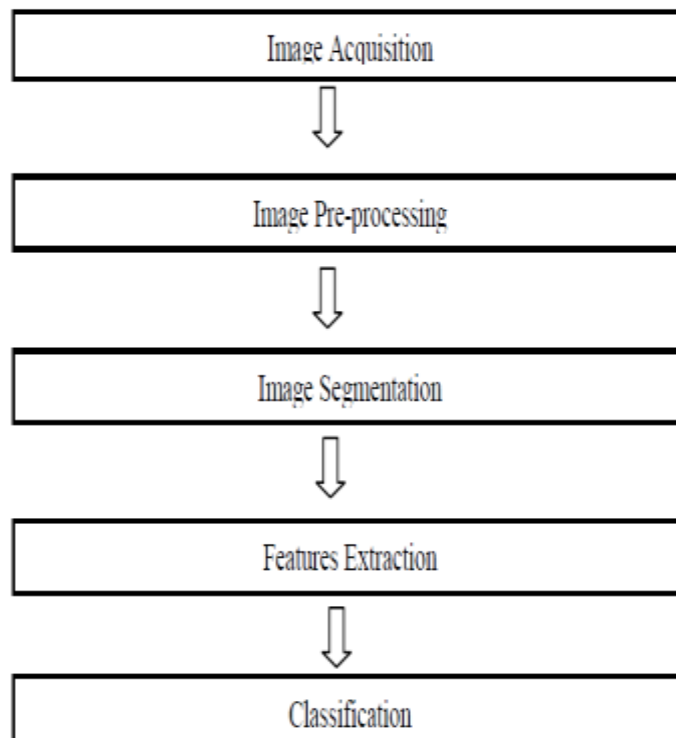 Image Acquisition
Image Pre-processing
Image Segmentation
Features Extraction
Classification